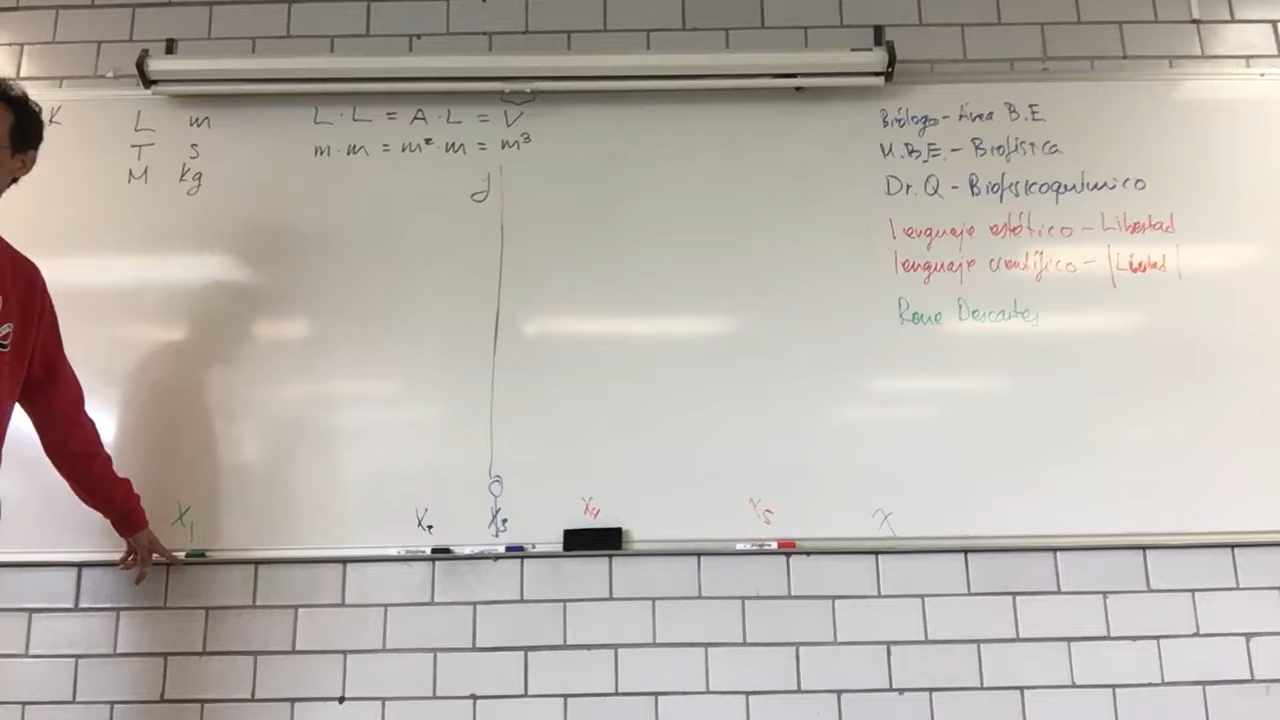 K
L m
T s
M kg
L · L = A · L = V
m · m = m² · m = m³
y
Biólogo - Área B.E.
M.B.E. - Biofísica
Dr. Q - Biofisicoquímico
lenguaje estético - Libertad
lenguaje científico - |Libertad|
Rene Descartes
X₁ X₂ X₃ X₄ X₅ X